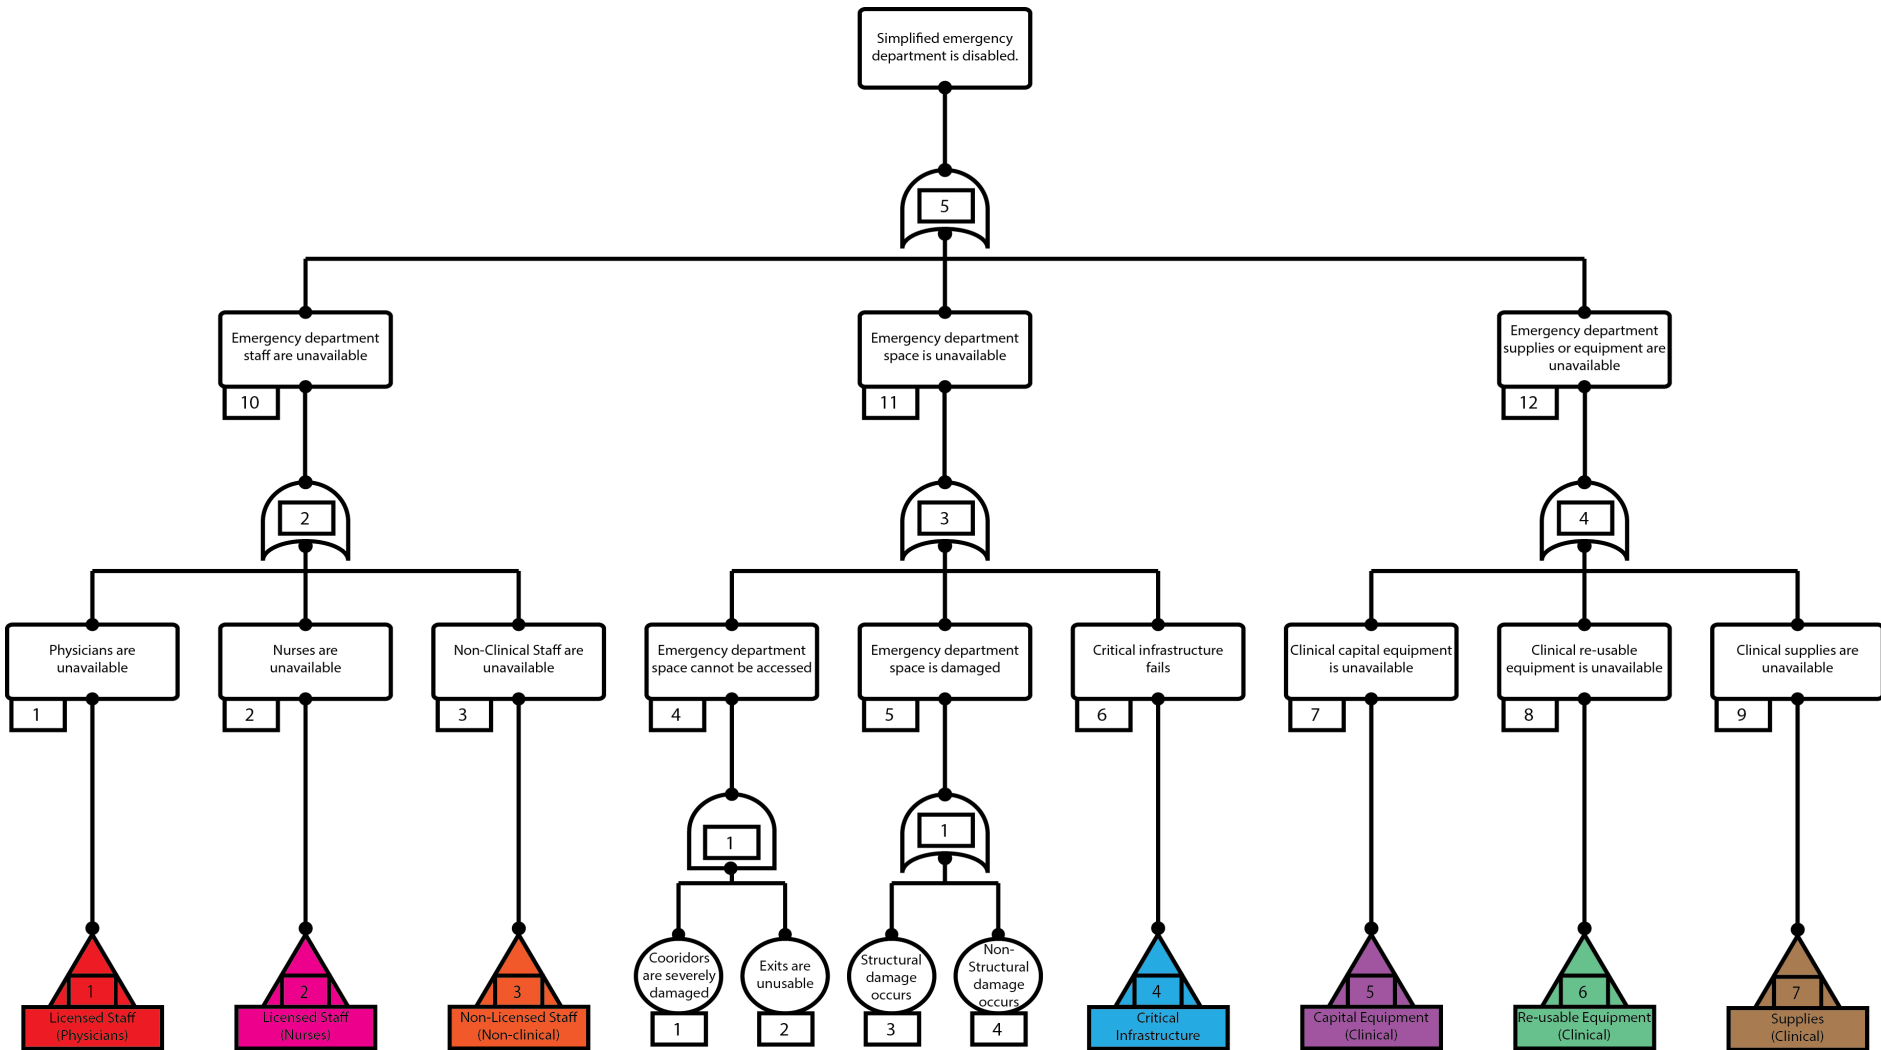 Simplified emergency
department is disabled.
5
Emergency department
staff are unavailable
10
Emergency department
space is unavailable
11
Emergency department
supplies or equipment are
unavailable
12
2
3
4
Physicians are
unavailable
1
Nurses are
unavailable
2
Non-Clinical Staff are
unavailable
3
Emergency department
space cannot be accessed
4
Emergency department
space is damaged
5
Critical infrastructure
fails
6
Clinical capital equipment
is unavailable
7
Clinical re-usable
equipment is unavailable
8
Clinical supplies are
unavailable
9
1
1
1
Licensed Staff
(Physicians)
2
Licensed Staff
(Nurses)
3
Non-Licensed Staff
(Non-clinical)
Cooridors
are severely
damaged
1
Exits are
unusable
2
Structural
damage
occurs
3
Non-
Structural
damage
occurs
4
4
Critical
Infrastructure
5
Capital Equipment
(Clinical)
6
Re-usable Equipment
(Clinical)
7
Supplies
(Clinical)